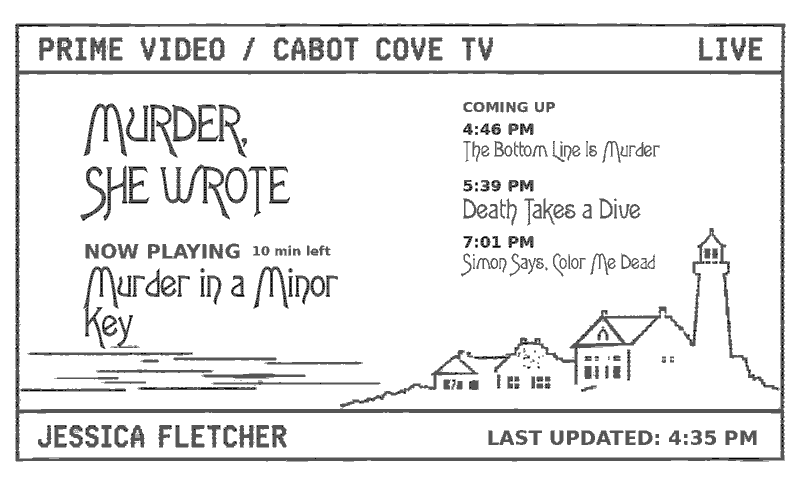 PRIME VIDEO / CABOT COVE TV
LIVE
MURDER,
SHE WROTE
NOW PLAYING 10 min left
Murder in a Minor
Key
COMING UP
4:46 PM
The Bottom Line Is Murder
5:39 PM
Death Takes a Dive
7:01 PM
Simon Says, Color Me Dead
JESSICA FLETCHER
LAST UPDATED: 4:35 PM